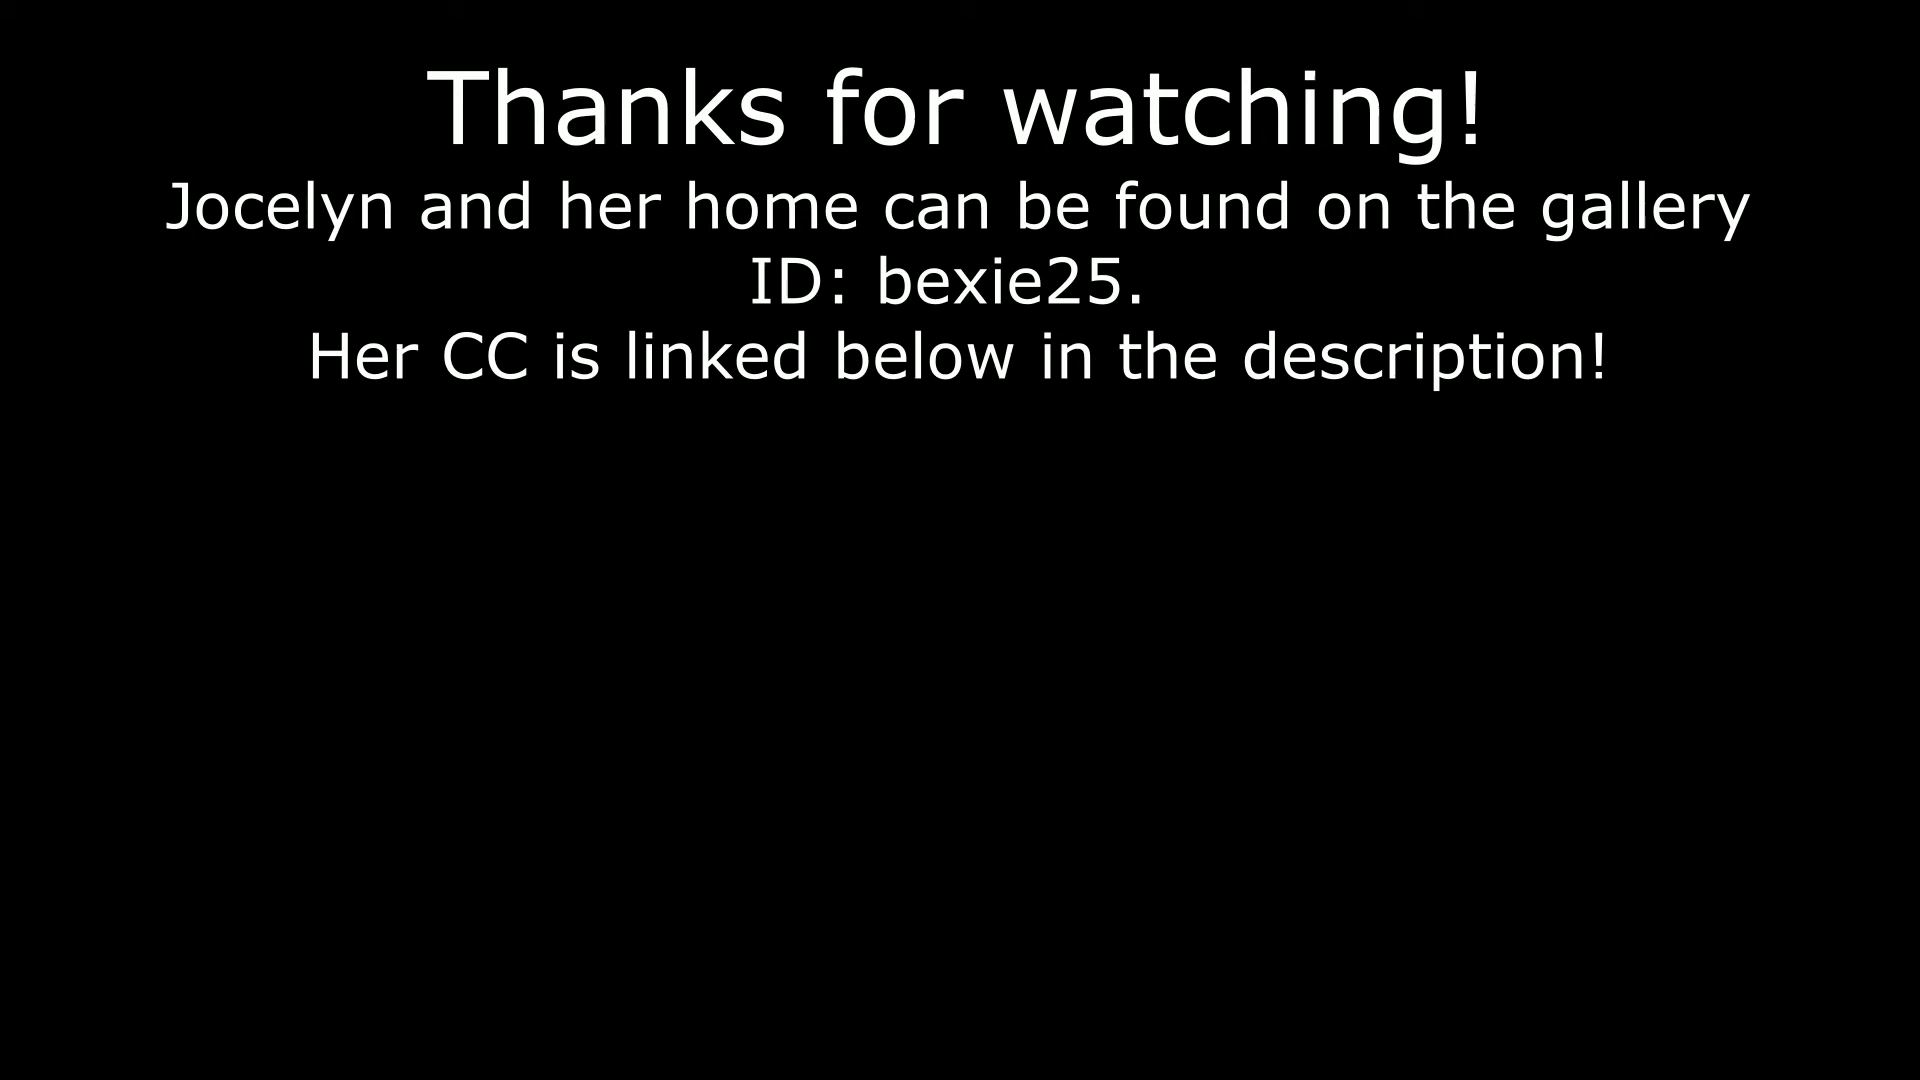 Thanks for watching!
Jocelyn and her home can be found on the gallery
ID: bexie25.
Her CC is linked below in the description!